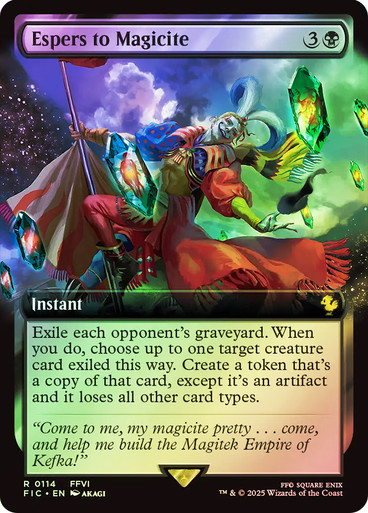 Espers to Magicite 3
Instant
Exile each opponent's graveyard. When
you do, choose up to one target creature
card exiled this way. Create a token that's
a copy of that card, except it's an artifact
and it loses all other card types.
"Come to me, my magicite pretty . . . come,
and help me build the Magitek Empire of
Kefka!"
R 0114 FFVI
FIC • EN AKAGI
FF© SQUARE ENIX
™ & © 2025 Wizards of the Coast